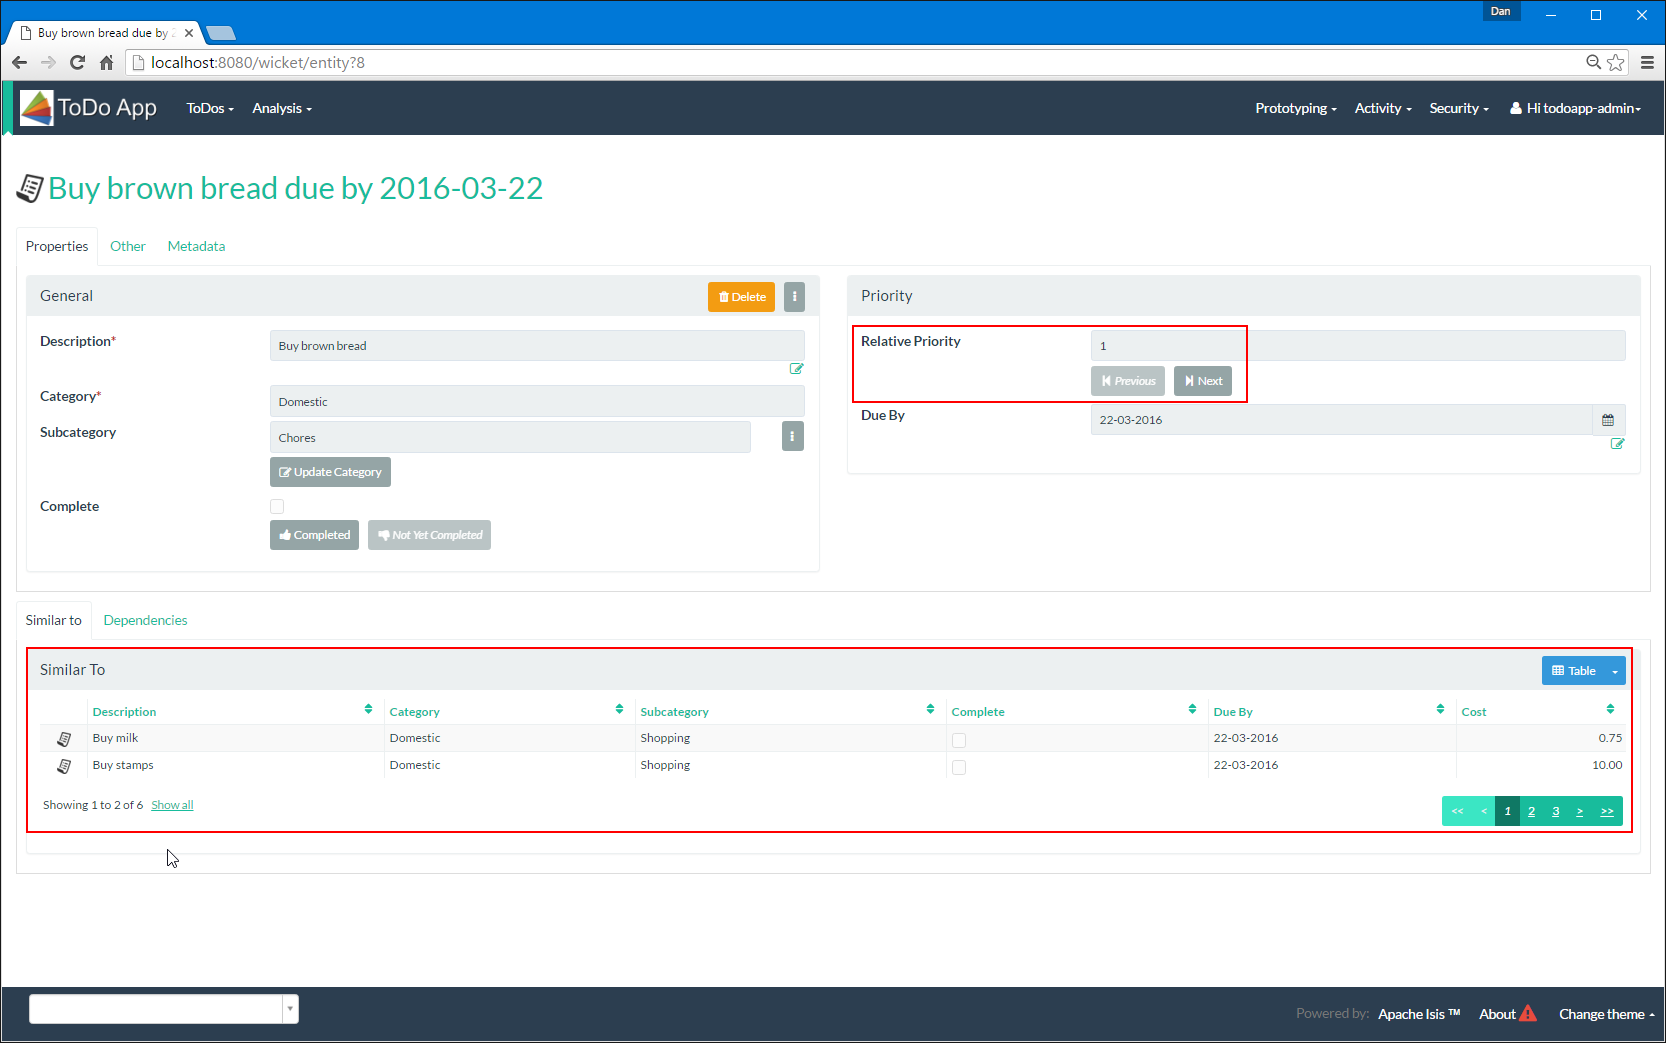 Dan
Buy brown bread due by 2
localhost:8080/wicket/entity?8
ToDo App ToDos Analysis Prototyping Activity Security Hi todoapp-admin
Buy brown bread due by 2016-03-22
Properties Other Metadata
General Delete
Description*
Buy brown bread
Category*
Domestic
Subcategory
Chores
Update Category
Complete
Completed Not Yet Completed
Priority
Relative Priority
1
Previous Next
Due By
22-03-2016
Similar to Dependencies
Similar To Table
Description Category Subcategory Complete Due By Cost
Buy milk Domestic Shopping 22-03-2016 0.75
Buy stamps Domestic Shopping 22-03-2016 10.00
Showing 1 to 2 of 6 Show all
<< < 1 2 3 > >>
Powered by: Apache Isis ™ About Change theme